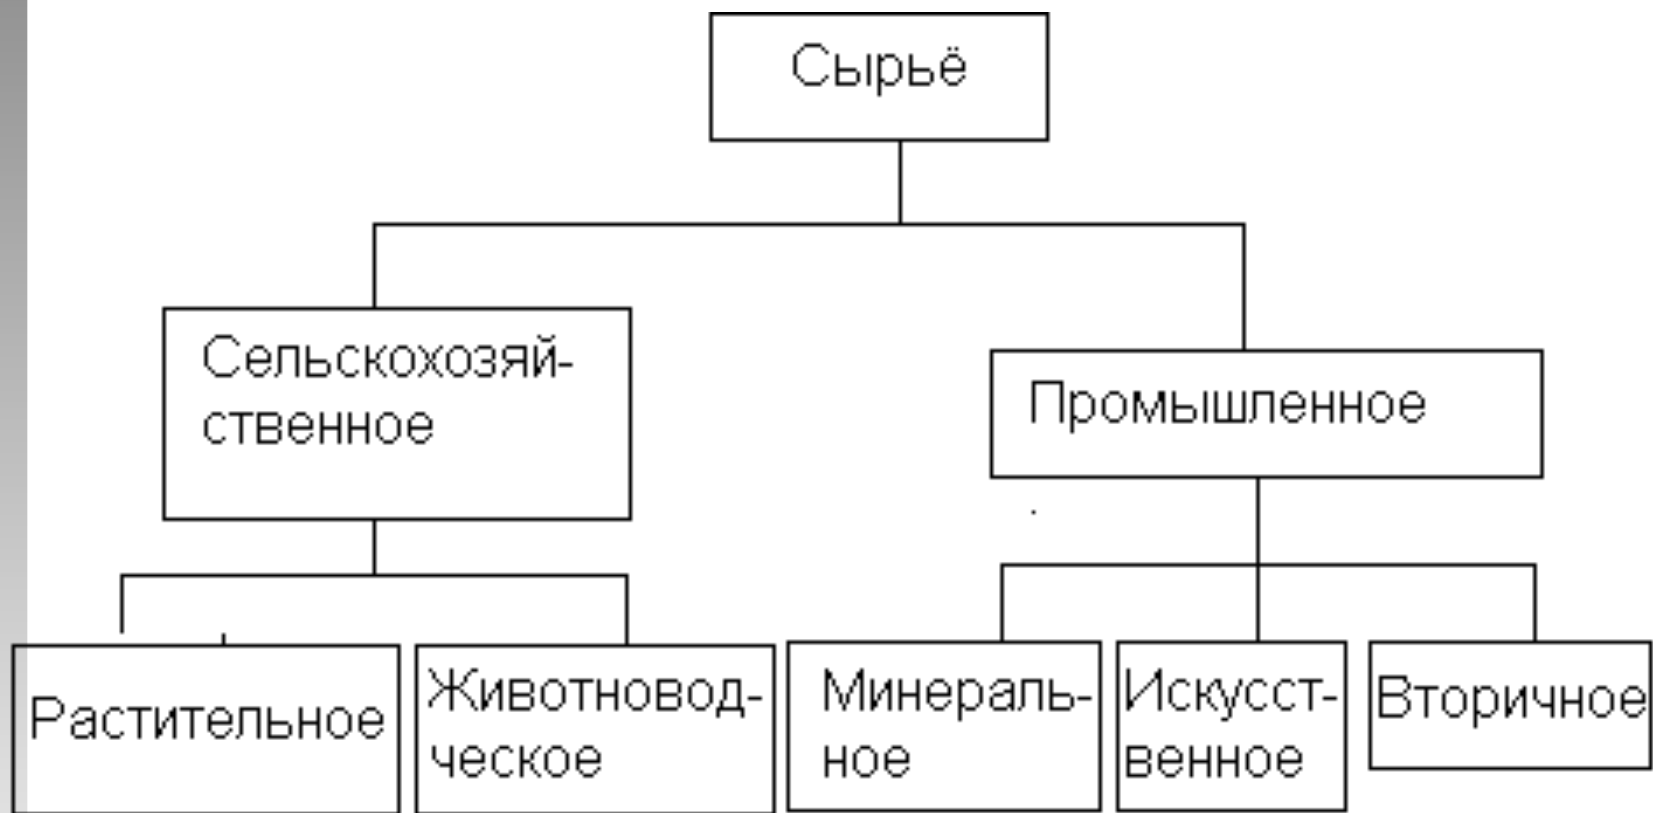 Сырьё
Сельскохозяй-
ственное
Промышленное
Растительное
Животновод-
ческое
Минераль-
ное
Искусст-
венное
Вторичное